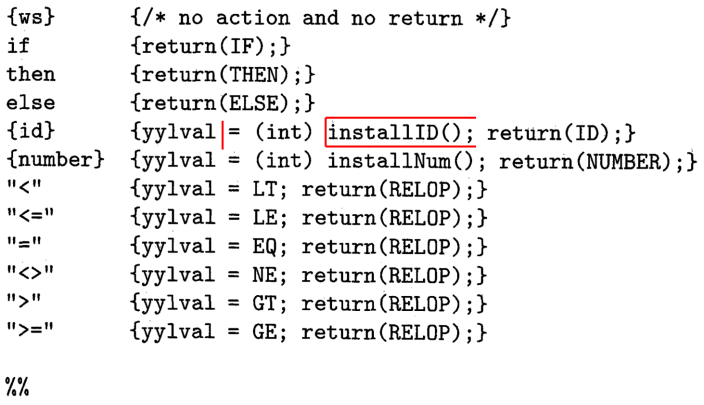 {ws} {/* no action and no return */}
if {return(IF);}
then {return(THEN);}
else {return(ELSE);}
{id} {yylval = (int) installID(); return(ID);}
{number} {yylval = (int) installNum(); return(NUMBER);}
"<" {yylval = LT; return(RELOP);}
"<=" {yylval = LE; return(RELOP);}
"=" {yylval = EQ; return(RELOP);}
"<>" {yylval = NE; return(RELOP);}
">" {yylval = GT; return(RELOP);}
">=" {yylval = GE; return(RELOP);}
%%